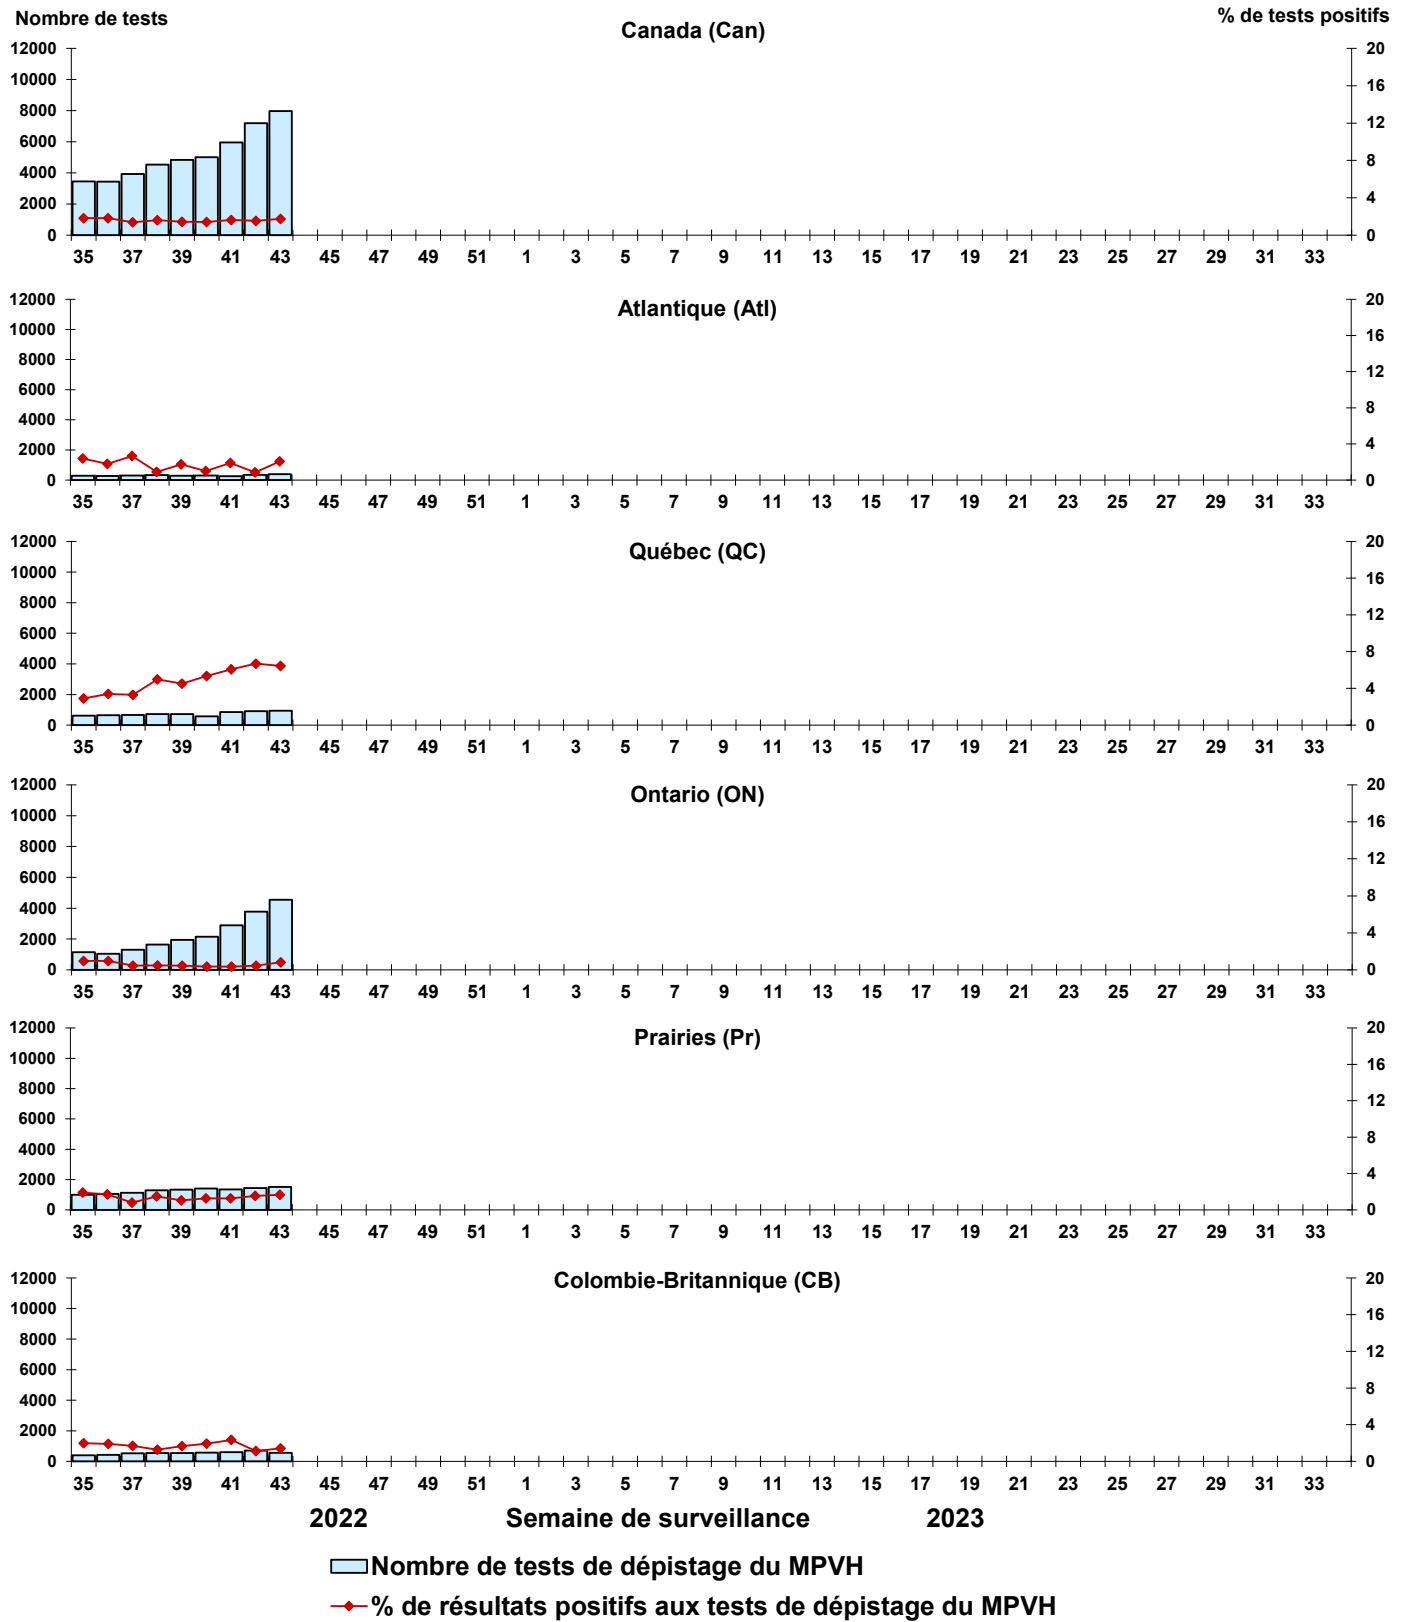 Nombre de tests
% de tests positifs
Canada (Can)
12000 20
10000 16
8000 12
6000 8
4000 4
2000 0
0
35 37 39 41 43 45 47 49 51 1 3 5 7 9 11 13 15 17 19 21 23 25 27 29 31 33
Atlantique (Atl)
12000 20
10000 16
8000 12
6000 8
4000 4
2000 0
0
35 37 39 41 43 45 47 49 51 1 3 5 7 9 11 13 15 17 19 21 23 25 27 29 31 33
Québec (QC)
12000 20
10000 16
8000 12
6000 8
4000 4
2000 0
0
35 37 39 41 43 45 47 49 51 1 3 5 7 9 11 13 15 17 19 21 23 25 27 29 31 33
Ontario (ON)
12000 20
10000 16
8000 12
6000 8
4000 4
2000 0
0
35 37 39 41 43 45 47 49 51 1 3 5 7 9 11 13 15 17 19 21 23 25 27 29 31 33
Prairies (Pr)
12000 20
10000 16
8000 12
6000 8
4000 4
2000 0
0
35 37 39 41 43 45 47 49 51 1 3 5 7 9 11 13 15 17 19 21 23 25 27 29 31 33
Colombie-Britannique (CB)
12000 20
10000 16
8000 12
6000 8
4000 4
2000 0
0
35 37 39 41 43 45 47 49 51 1 3 5 7 9 11 13 15 17 19 21 23 25 27 29 31 33
2022 Semaine de surveillance 2023
Nombre de tests de dépistage du MPVH
% de résultats positifs aux tests de dépistage du MPVH